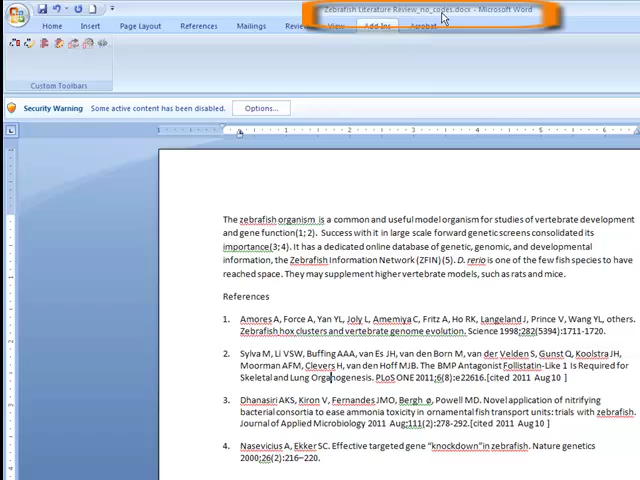 Zebrafish Literature Review_no_codes.docx - Microsoft Word
Home Insert Page Layout References Mailings Review View Add-Ins Acrobat
Custom Toolbars
Security Warning Some active content has been disabled. Options...
1 1 2 3 4 5 6
The zebrafish organism is a common and useful model organism for studies of vertebrate development
and gene function(1; 2). Success with it in large scale forward genetic screens consolidated its
importance(3; 4). It has a dedicated online database of genetic, genomic, and developmental
information, the Zebrafish Information Network (ZFIN)(5). D. rerio is one of the few fish species to have
reached space. They may supplement higher vertebrate models, such as rats and mice.
References
1. Amores A, Force A, Yan YL, Joly L, Amemiya C, Fritz A, Ho RK, Langeland J, Prince V, Wang YL, others.
Zebrafish hox clusters and vertebrate genome evolution. Science 1998;282(5394):1711-1720.
2. Sylva M, Li VSW, Buffing AAA, van Es JH, van den Born M, van der Velden S, Gunst Q, Koolstra JH,
Moorman AFM, Clevers H, van den Hoff MJB. The BMP Antagonist Follistatin-Like 1 Is Required for
Skeletal and Lung Organogenesis. PLoS ONE 2011;6(8):e22616.[cited 2011 Aug 10 ]
3. Dhanasiri AKS, Kiron V, Fernandes JMO, Bergh ø, Powell MD. Novel application of nitrifying
bacterial consortia to ease ammonia toxicity in ornamental fish transport units: trials with zebrafish.
Journal of Applied Microbiology 2011 Aug;111(2):278-292.[cited 2011 Aug 10 ]
4. Nasevicius A, Ekker SC. Effective targeted gene “knockdown”in zebrafish. Nature genetics
2000;26(2):216–220.